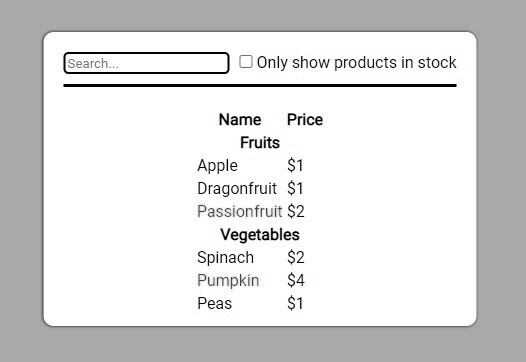 Search... Only show products in stock
Name Price
Fruits
Apple $1
Dragonfruit $1
Passionfruit $2
Vegetables
Spinach $2
Pumpkin $4
Peas $1